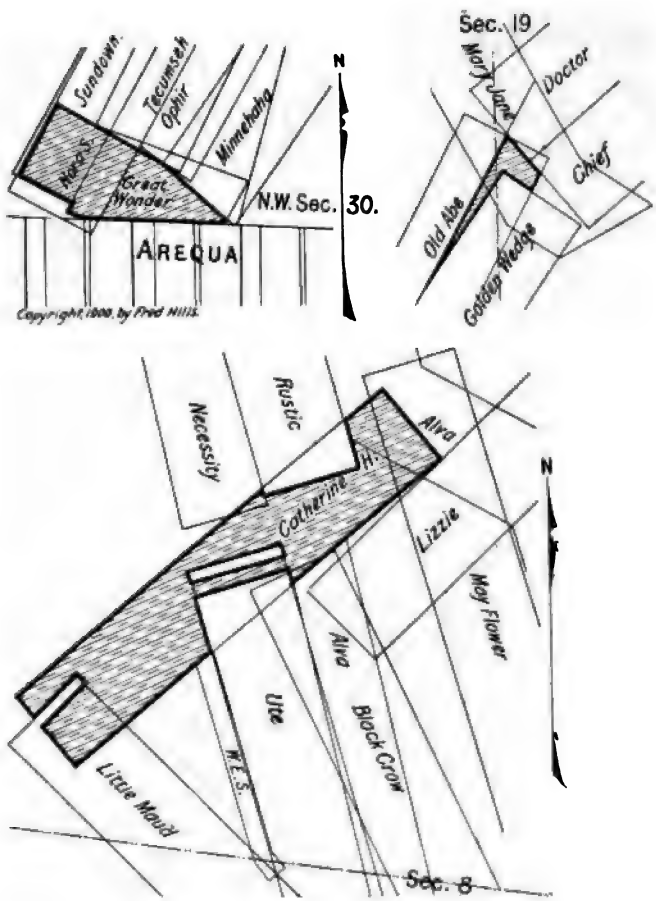 Sec. 19
Sundown.
Tecumseh
Ophir
Minnehaha
N
Mary Jane
Doctor
Chief
Great
Wonder
N.W. Sec. 30.
Old Abe
Golden Wedge
AREQUA
Copyright, 1900, by Fred Hills.
Necessity
Rustic
Alva
Catherine H.
N
Lizzie
May Flower
Alva
Ute
Black Crow
W.E.S.
Little Maud
Sec. 8